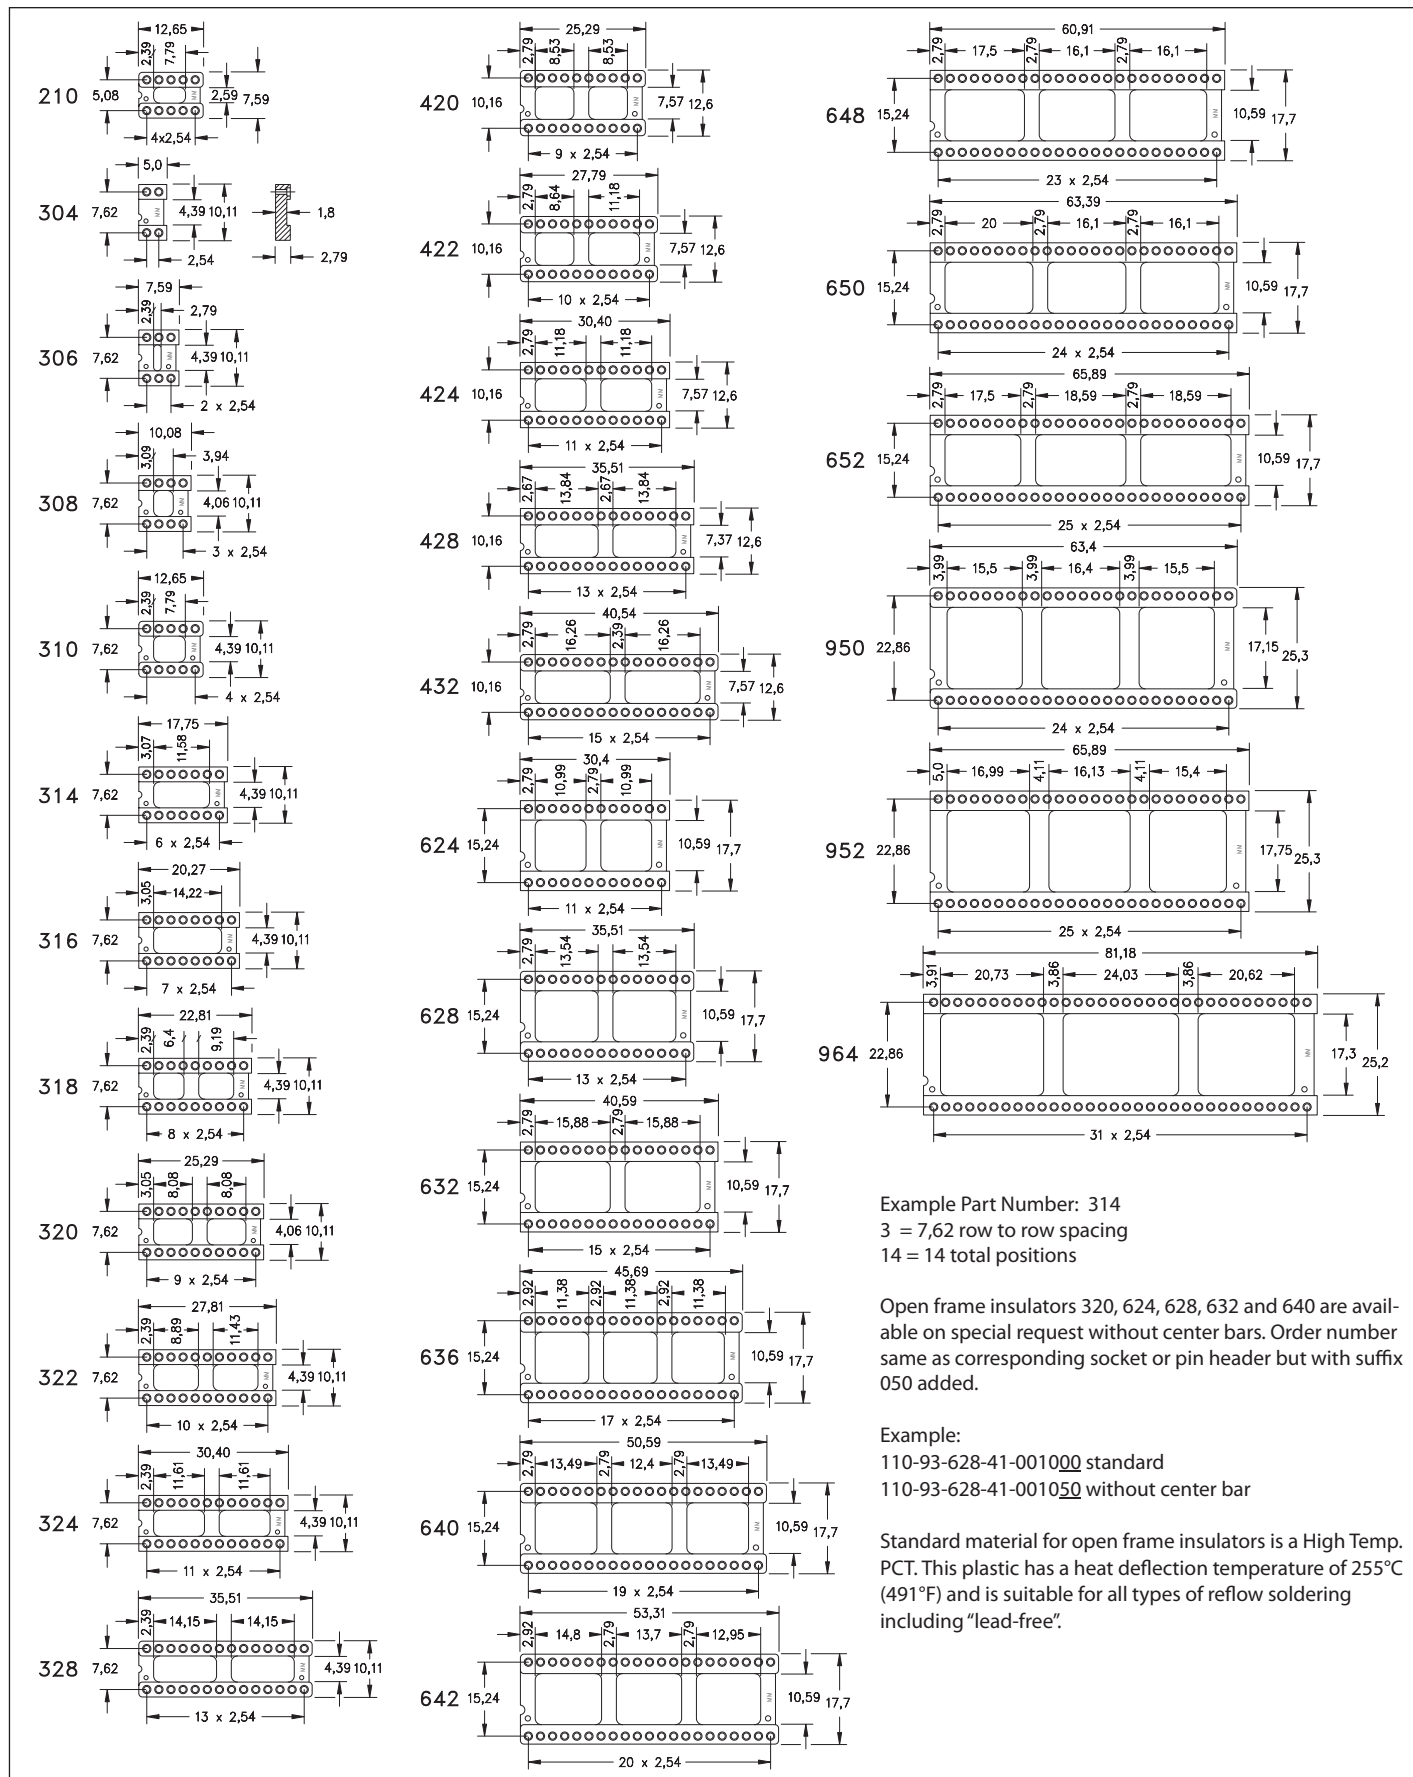 12,65
2,39 7,79
210 5,08 2,59 7,59
4x2,54
5,0
304 7,62 4,39 10,11 1,8
2,54 2,79
7,59
2,39 2,79
306 7,62 4,39 10,11
2 x 2,54
10,08
3,09 3,94
308 7,62 4,06 10,11
3 x 2,54
12,65
2,39 7,79
310 7,62 4,39 10,11
4 x 2,54
17,75
3,07 11,58
314 7,62 4,39 10,11
6 x 2,54
20,27
3,05 14,22
316 7,62 4,39 10,11
7 x 2,54
22,81
2,39 6,4 9,19
318 7,62 4,39 10,11
8 x 2,54
25,29
3,05 8,08 8,08
320 7,62 4,06 10,11
9 x 2,54
27,81
2,39 8,89 11,43
322 7,62 4,39 10,11
10 x 2,54
30,40
2,39 11,61 11,61
324 7,62 4,39 10,11
11 x 2,54
35,51
2,39 14,15 14,15
328 7,62 4,39 10,11
13 x 2,54
25,29
2,79 8,53 8,53
420 10,16 7,57 12,6
9 x 2,54
27,79
2,79 8,64 11,18
422 10,16 7,57 12,6
10 x 2,54
30,40
2,79 11,18 11,18
424 10,16 7,57 12,6
11 x 2,54
35,51
2,67 13,84 2,67 13,84
428 10,16 7,37 12,6
13 x 2,54
40,54
2,79 16,26 2,39 16,26
432 10,16 7,57 12,6
15 x 2,54
30,4
2,79 10,99 2,79 10,99
624 15,24 10,59 17,7
11 x 2,54
35,51
2,79 13,54 13,54
628 15,24 10,59 17,7
13 x 2,54
40,59
2,79 15,88 2,79 15,88
632 15,24 10,59 17,7
15 x 2,54
45,69
2,92 11,38 2,92 11,38 2,92 11,38
636 15,24 10,59 17,7
17 x 2,54
50,59
2,79 13,49 2,79 12,4 2,79 13,49
640 15,24 10,59 17,7
19 x 2,54
53,31
2,92 14,8 2,79 13,7 2,79 12,95
642 15,24 10,59 17,7
20 x 2,54
60,91
2,79 17,5 2,79 16,1 2,79 16,1
648 15,24 10,59 17,7
23 x 2,54
63,39
2,79 20 2,79 16,1 2,79 16,1
650 15,24 10,59 17,7
24 x 2,54
65,89
2,79 17,5 2,79 18,59 2,79 18,59
652 15,24 10,59 17,7
25 x 2,54
63,4
3,99 15,5 3,99 16,4 3,99 15,5
950 22,86 17,15 25,3
24 x 2,54
65,89
5,0 16,99 4,11 16,13 4,11 15,4
952 22,86 17,75 25,3
25 x 2,54
81,18
3,91 20,73 3,86 24,03 3,86 20,62
964 22,86 17,3 25,2
31 x 2,54
Example Part Number: 314
3 = 7,62 row to row spacing
14 = 14 total positions
Open frame insulators 320, 624, 628, 632 and 640 are avail-
able on special request without center bars. Order number
same as corresponding socket or pin header but with suffix
050 added.
Example:
110-93-628-41-001000 standard
110-93-628-41-001050 without center bar
Standard material for open frame insulators is a High Temp.
PCT. This plastic has a heat deflection temperature of 255°C
(491°F) and is suitable for all types of reflow soldering
including “lead-free”.